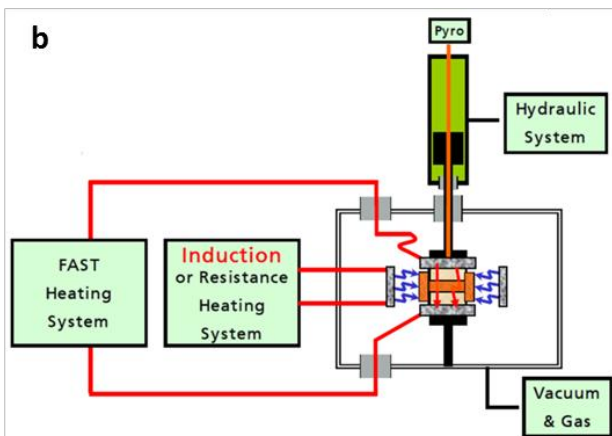 b
Pyro
Hydraulic
System
FAST
Heating
System
Induction
or Resistance
Heating
System
Vacuum
& Gas